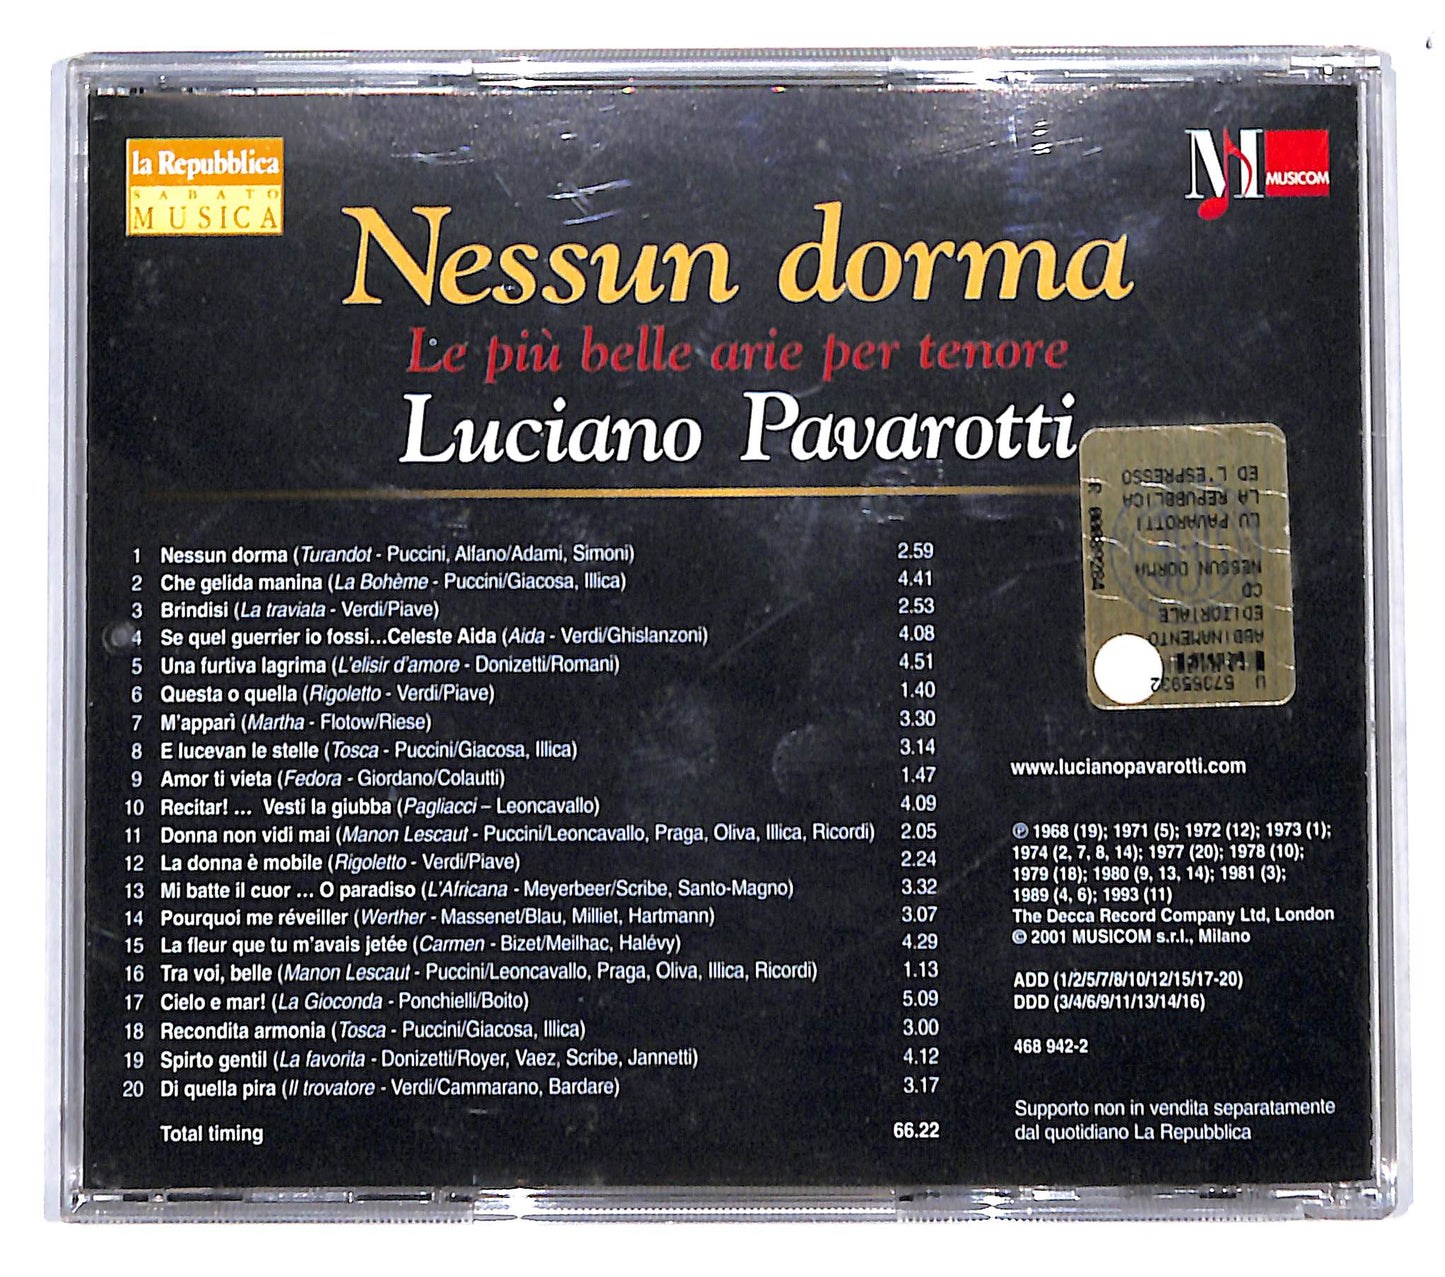 la Repubblica
SABATO
MUSICA
MUSICOM
Nessun dorma
Le più belle arie per tenore
Luciano Pavarotti
1 Nessun dorma (Turandot - Puccini, Alfano/Adami, Simoni) 2.59
2 Che gelida manina (La Bohème - Puccini/Giacosa, Illica) 4.41
3 Brindisi (La traviata - Verdi/Piave) 2.53
4 Se quel guerrier io fossi...Celeste Aida (Aida - Verdi/Ghislanzoni) 4.08
5 Una furtiva lagrima (L'elisir d'amore - Donizetti/Romani) 4.51
6 Questa o quella (Rigoletto - Verdi/Piave) 1.40
7 M'apparì (Martha - Flotow/Riese) 3.30
8 E lucevan le stelle (Tosca - Puccini/Giacosa, Illica) 3.14
9 Amor ti vieta (Fedora - Giordano/Colautti) 1.47
10 Recitar! ... Vesti la giubba (Pagliacci – Leoncavallo) 4.09
11 Donna non vidi mai (Manon Lescaut - Puccini/Leoncavallo, Praga, Oliva, Illica, Ricordi) 2.05
12 La donna è mobile (Rigoletto - Verdi/Piave) 2.24
13 Mi batte il cuor ... O paradiso (L'Africana - Meyerbeer/Scribe, Santo-Magno) 3.32
14 Pourquoi me réveiller (Werther - Massenet/Blau, Milliet, Hartmann) 3.07
15 La fleur que tu m'avais jetée (Carmen - Bizet/Meilhac, Halévy) 4.29
16 Tra voi, belle (Manon Lescaut - Puccini/Leoncavallo, Praga, Oliva, Illica, Ricordi) 1.13
17 Cielo e mar! (La Gioconda - Ponchielli/Boito) 5.09
18 Recondita armonia (Tosca - Puccini/Giacosa, Illica) 3.00
19 Spirto gentil (La favorita - Donizetti/Royer, Vaez, Scribe, Jannetti) 4.12
20 Di quella pira (Il trovatore - Verdi/Cammarano, Bardare) 3.17
Total timing 66.22
U 57365932
ABBINAMENTO
EDITORIALE
CD
NESSUN DORMA
LU PAVAROTTI
LA REPUBBLICA
ED L'ESPRESSO
www.lucianopavarotti.com
℗ 1968 (19); 1971 (5); 1972 (12); 1973 (1);
1974 (2, 7, 8, 14); 1977 (20); 1978 (10);
1979 (18); 1980 (9, 13, 14); 1981 (3);
1989 (4, 6); 1993 (11)
The Decca Record Company Ltd, London
© 2001 MUSICOM s.r.l., Milano
ADD (1/2/5/7/8/10/12/15/17-20)
DDD (3/4/6/9/11/13/14/16)
468 942-2
Supporto non in vendita separatamente
dal quotidiano La Repubblica